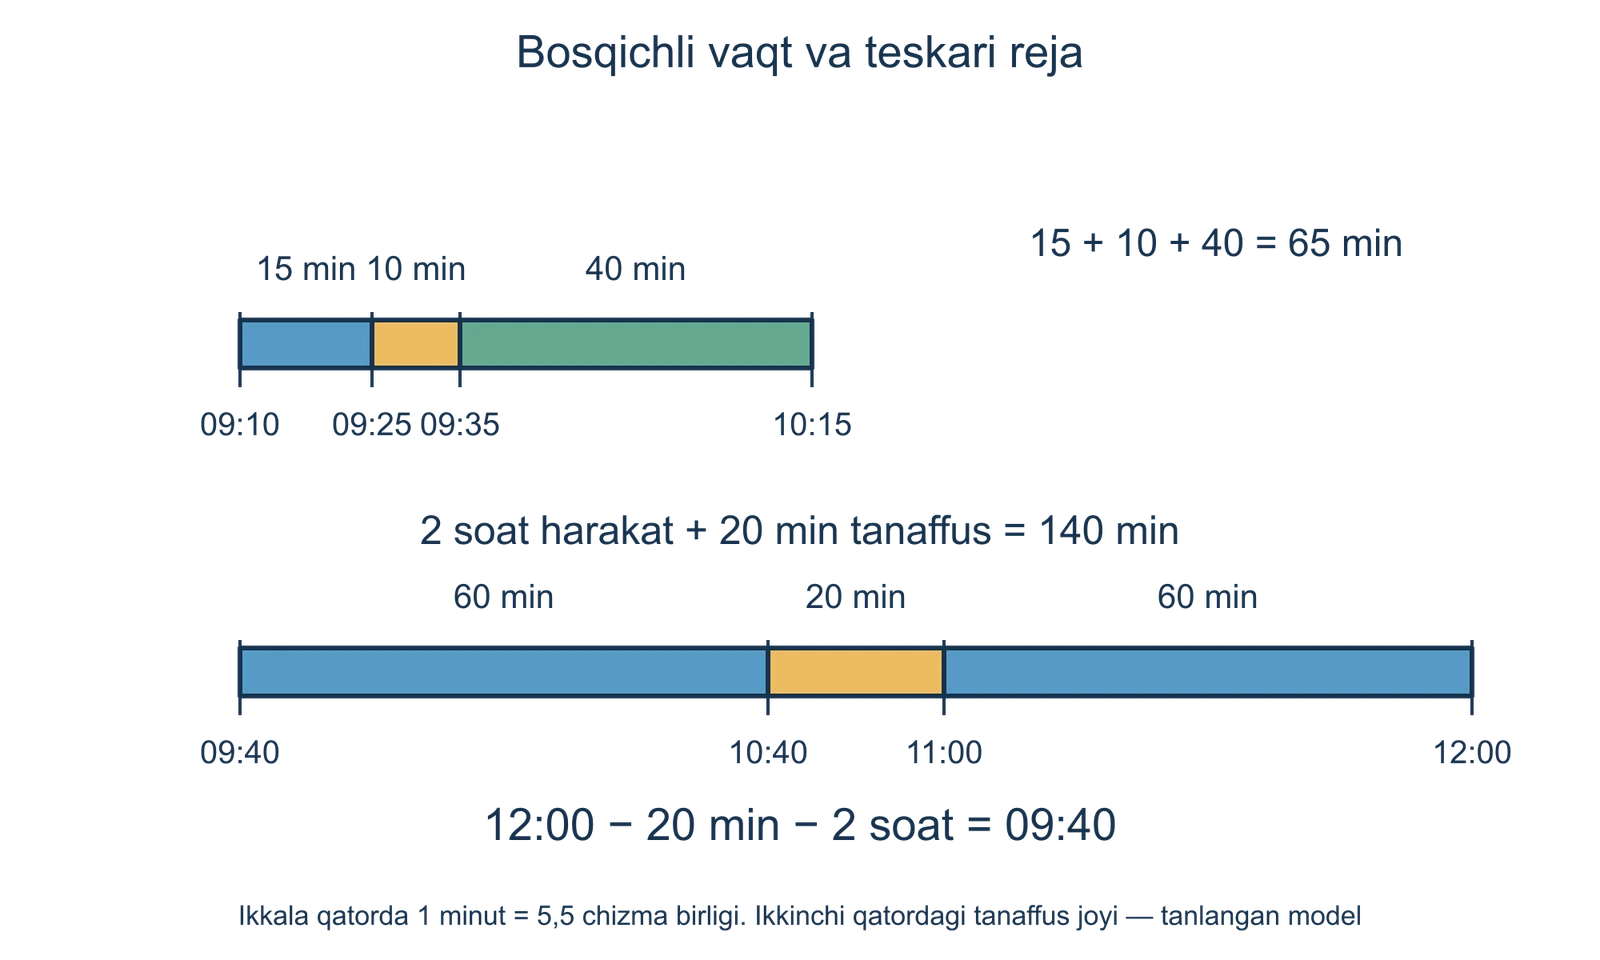 Bosqichli vaqt va teskari reja
15 + 10 + 40 = 65 min
15 min 10 min 40 min
09:10 09:25 09:35 10:15
2 soat harakat + 20 min tanaffus = 140 min
60 min 20 min 60 min
09:40 10:40 11:00 12:00
12:00 − 20 min − 2 soat = 09:40
Ikkala qatorda 1 minut = 5,5 chizma birligi. Ikkinchi qatordagi tanaffus joyi — tanlangan model